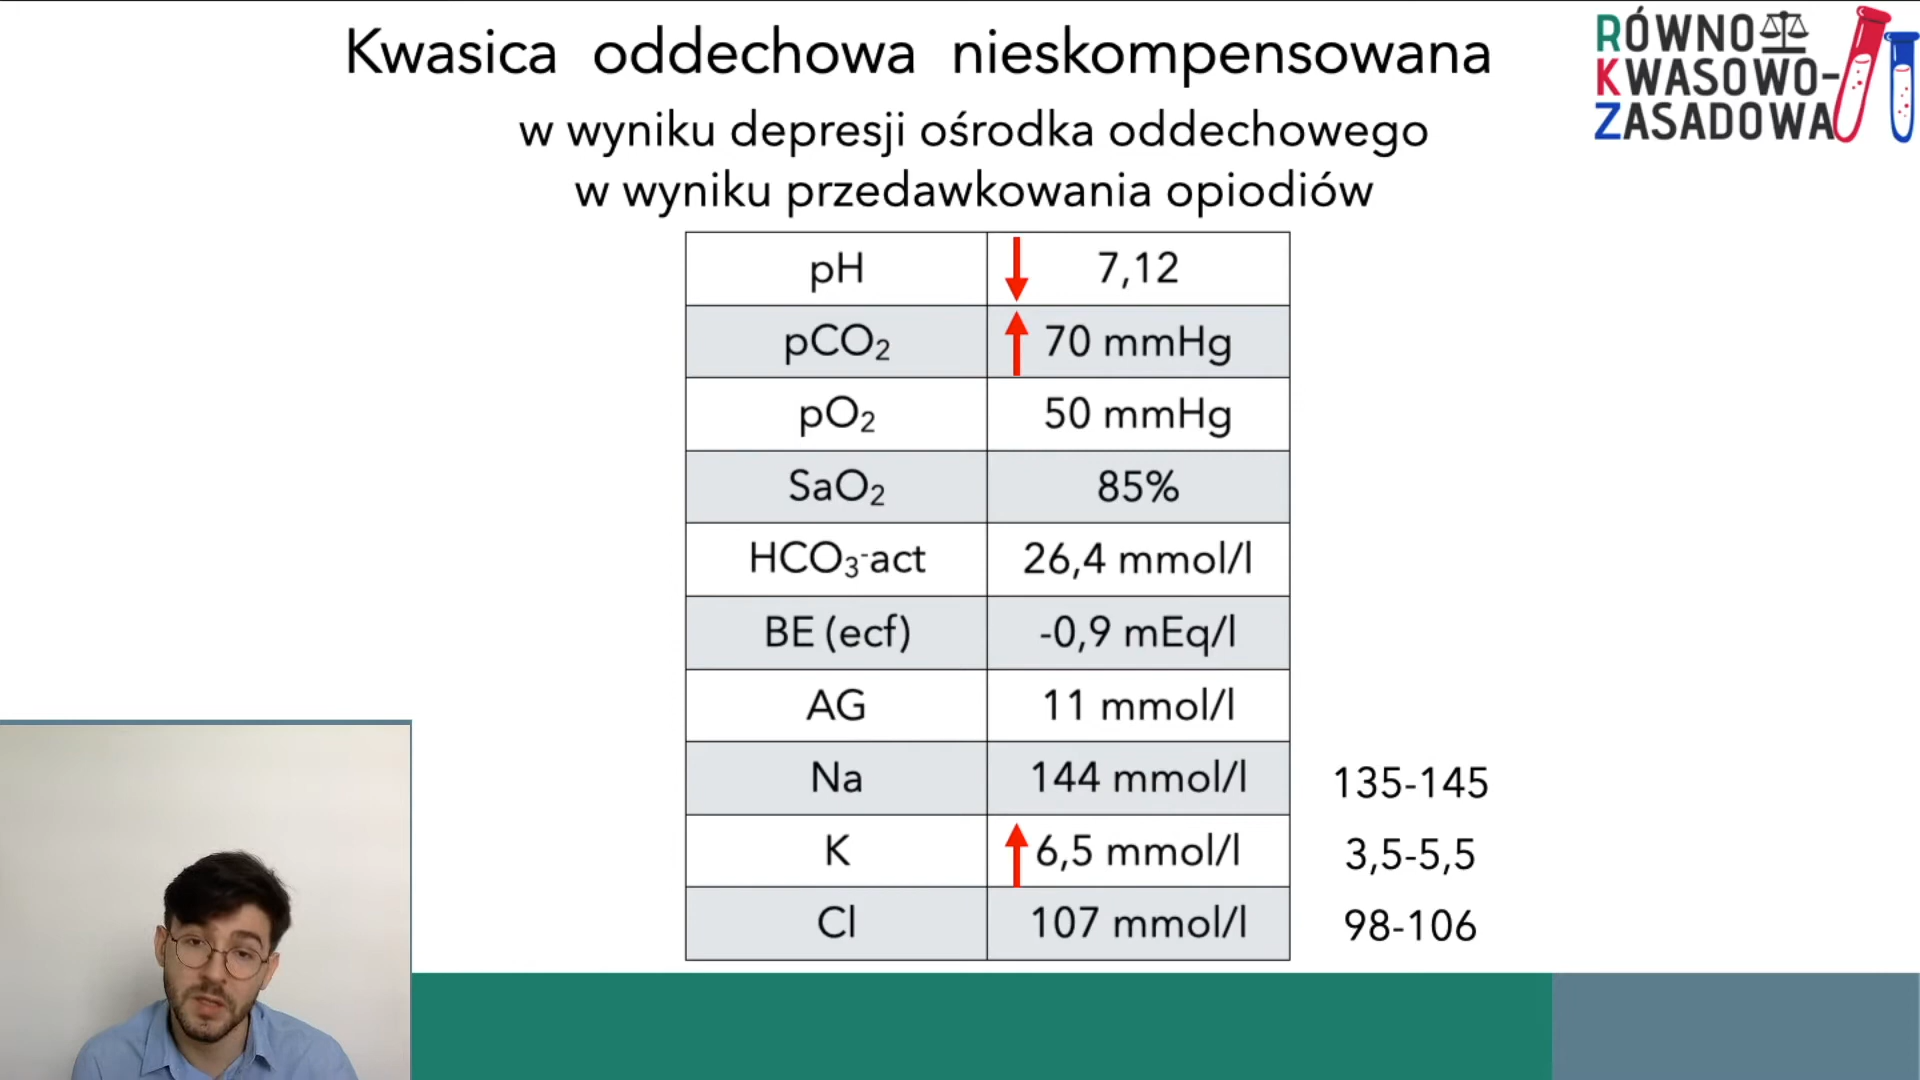 Kwasica oddechowa nieskompensowana
w wyniku depresji ośrodka oddechowego
w wyniku przedawkowania opiodiów
RÓWNO
KWASOWO-
ZASADOWA
pH 7,12
pCO₂ 70 mmHg
pO₂ 50 mmHg
SaO₂ 85%
HCO₃⁻act 26,4 mmol/l
BE (ecf) -0,9 mEq/l
AG 11 mmol/l
Na 144 mmol/l 135-145
K 6,5 mmol/l 3,5-5,5
Cl 107 mmol/l 98-106